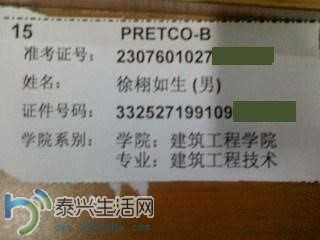 15 PRETCO-B
准考证号： 2307601027
姓名： 徐栩如生 (男)
证件号码： 332527199109
学院系别： 学院：建筑工程学院
专业：建筑工程技术
泰兴生活网